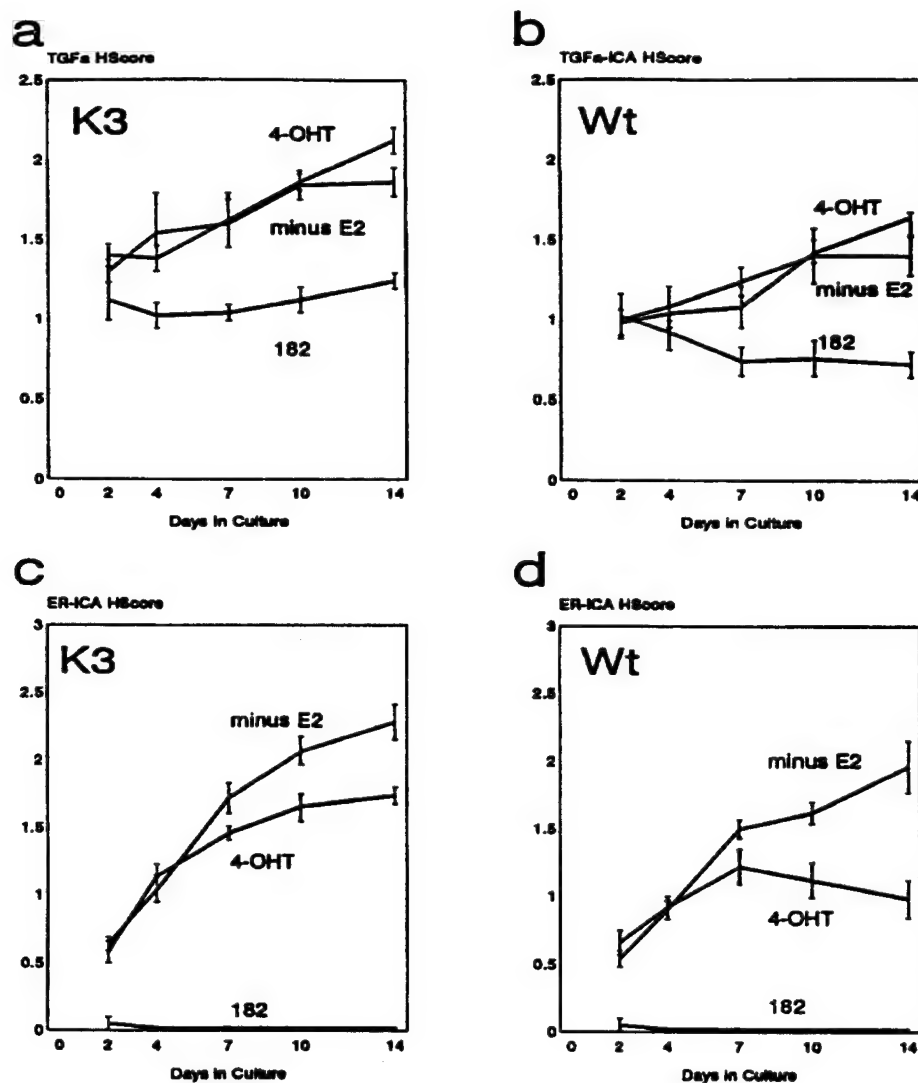 a
TGFa HScore
2.5
2
1.5
1
0.5
0
K3
4-OHT
minus E2
182
0 2 4 7 10 14
Days in Culture
b
TGFa-ICA HScore
2.5
2
1.5
1
0.5
0
Wt
4-OHT
minus E2
182
0 2 4 7 10 14
Days in Culture
c
ER-ICA HScore
3
2.5
2
1.5
1
0.5
0
K3
minus E2
4-OHT
182
0 2 4 7 10 14
Days in Culture
d
ER-ICA HScore
3
2.5
2
1.5
1
0.5
0
Wt
minus E2
4-OHT
182
0 2 4 7 10 14
Days in Culture